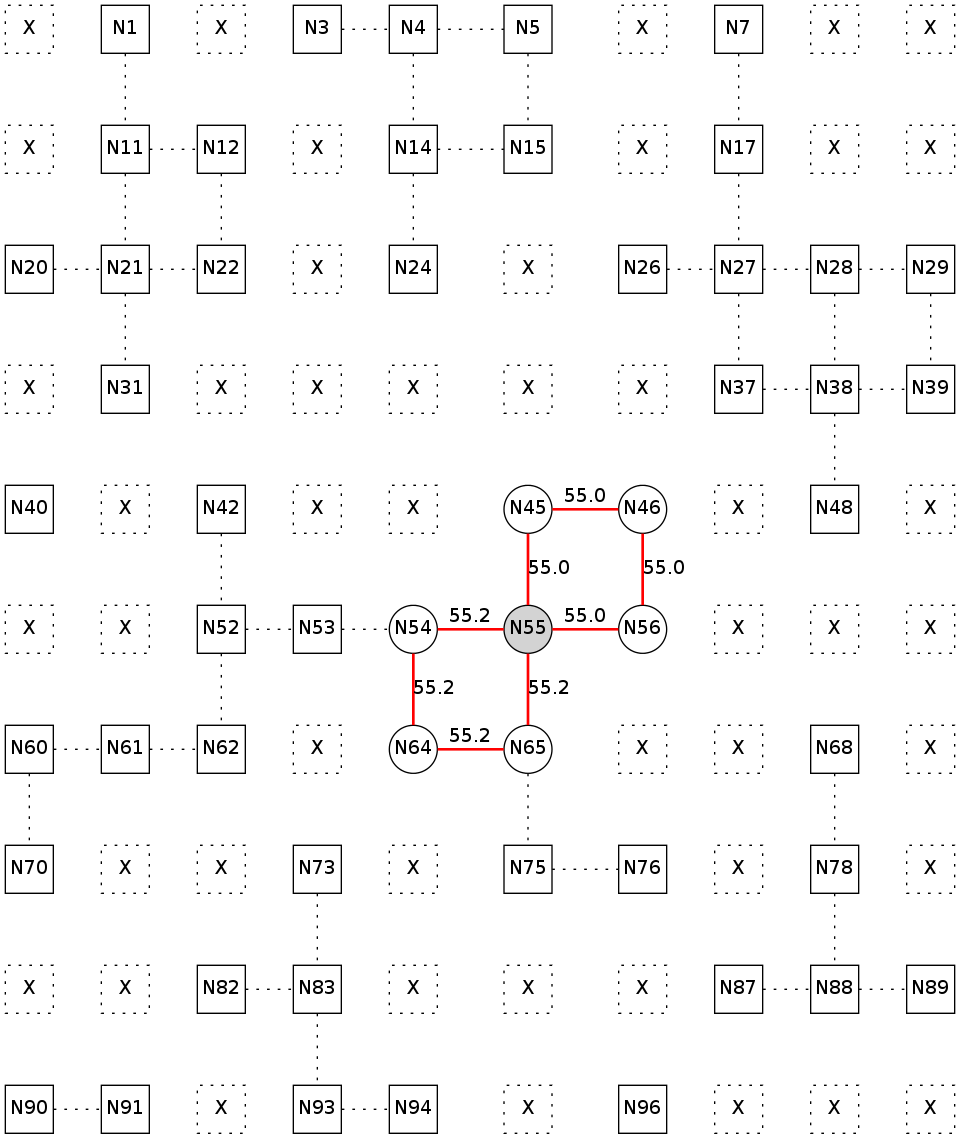 X N1 X N3 N4 N5 X N7 X X
X N11 N12 X N14 N15 X N17 X X
N20 N21 N22 X N24 X N26 N27 N28 N29
X N31 X X X X X N37 N38 N39
55.0
N40 X N42 X X N45 N46 X N48 X
55.0 55.0
55.2 55.0
X X N52 N53 N54 N55 N56 X X X
55.2 55.2
55.2
N60 N61 N62 X N64 N65 X X N68 X
N70 X X N73 X N75 N76 X N78 X
X X N82 N83 X X X N87 N88 N89
N90 N91 X N93 N94 X N96 X X X